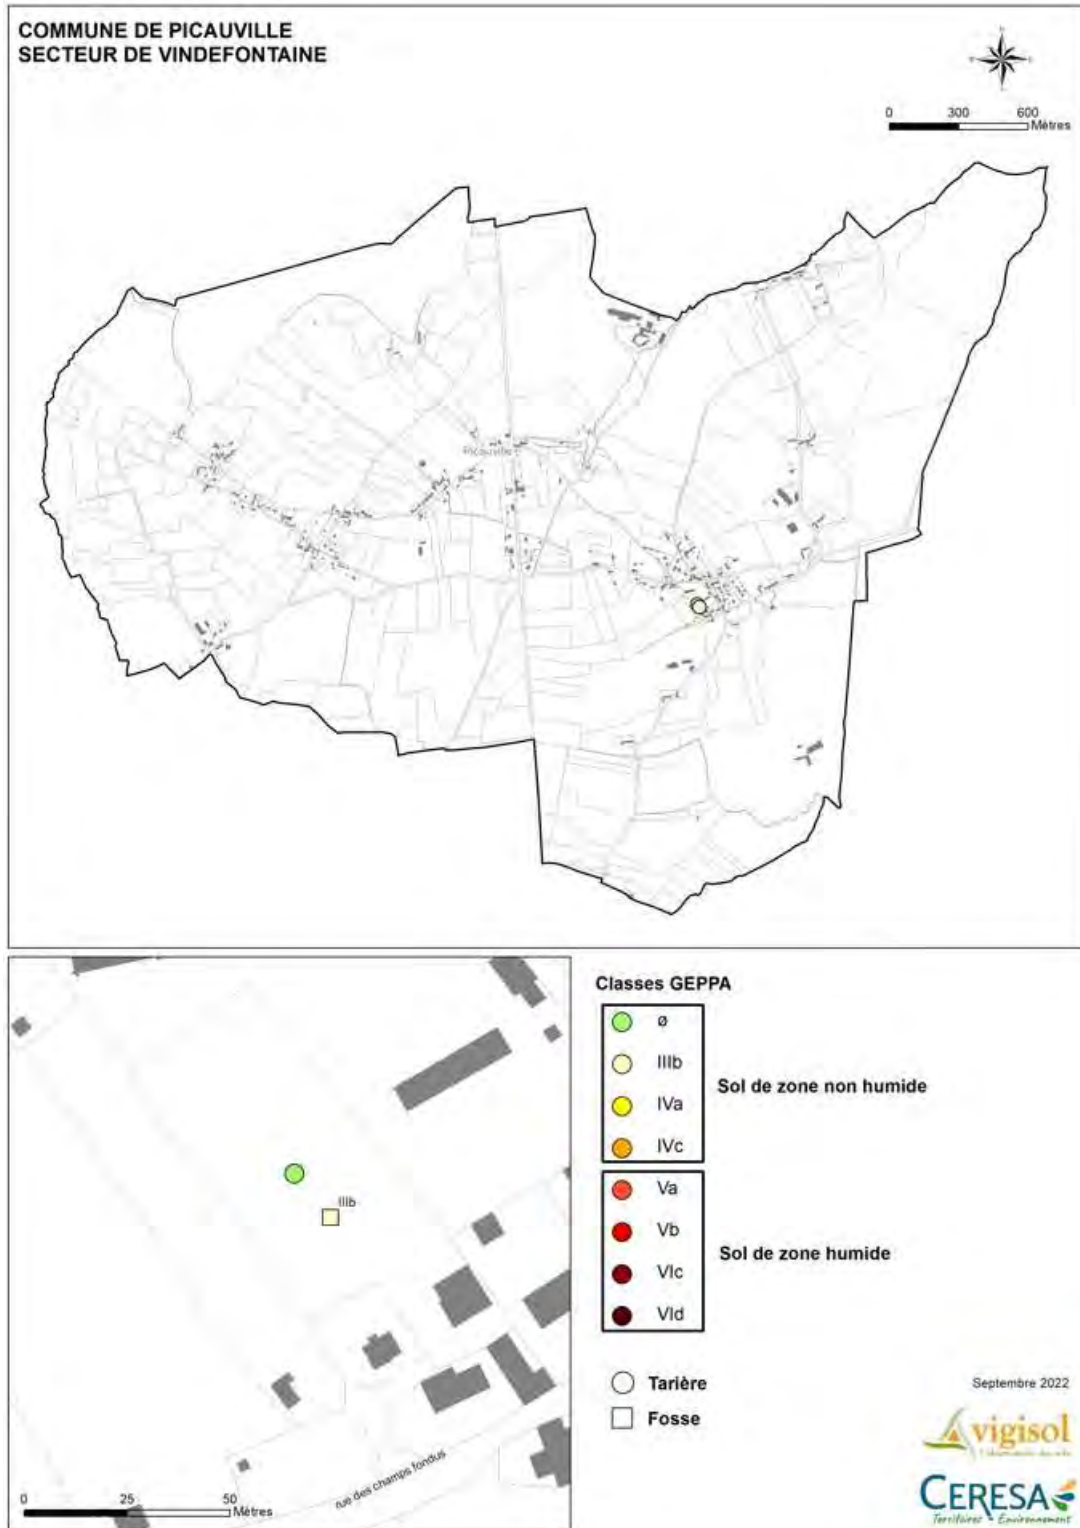 COMMUNE DE PICAUVILLE
SECTEUR DE VINDEFONTAINE
0 300 600
Mètres
Picauville
Classes GEPPA
ø
IIIb
IVa
IVc
Sol de zone non humide
Va
Vb
VIc
VId
Sol de zone humide
IIIb
Tarière
Fosse
rue des champs fondus
0 25 50
Mètres
Septembre 2022
vigisol
CERESA
Territoires - Environnement